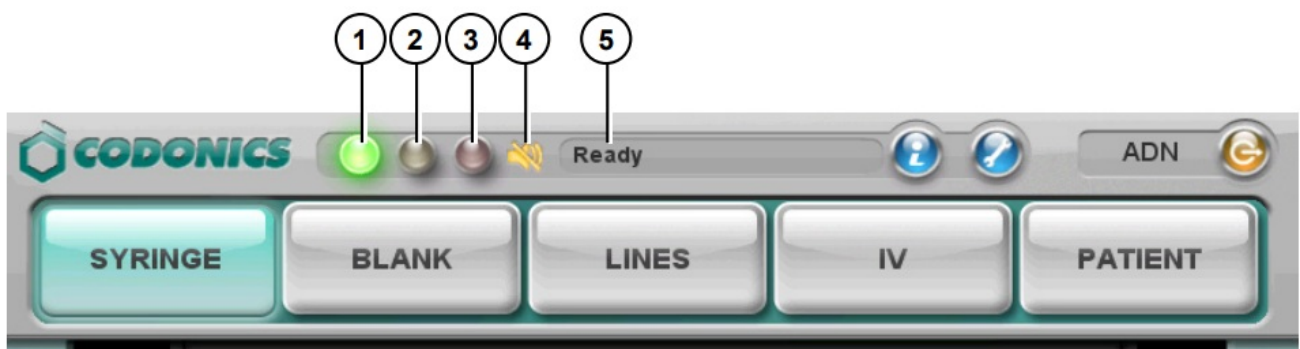 1 2 3 4 5
CODONICS Ready i ADN
SYRINGE BLANK LINES IV PATIENT